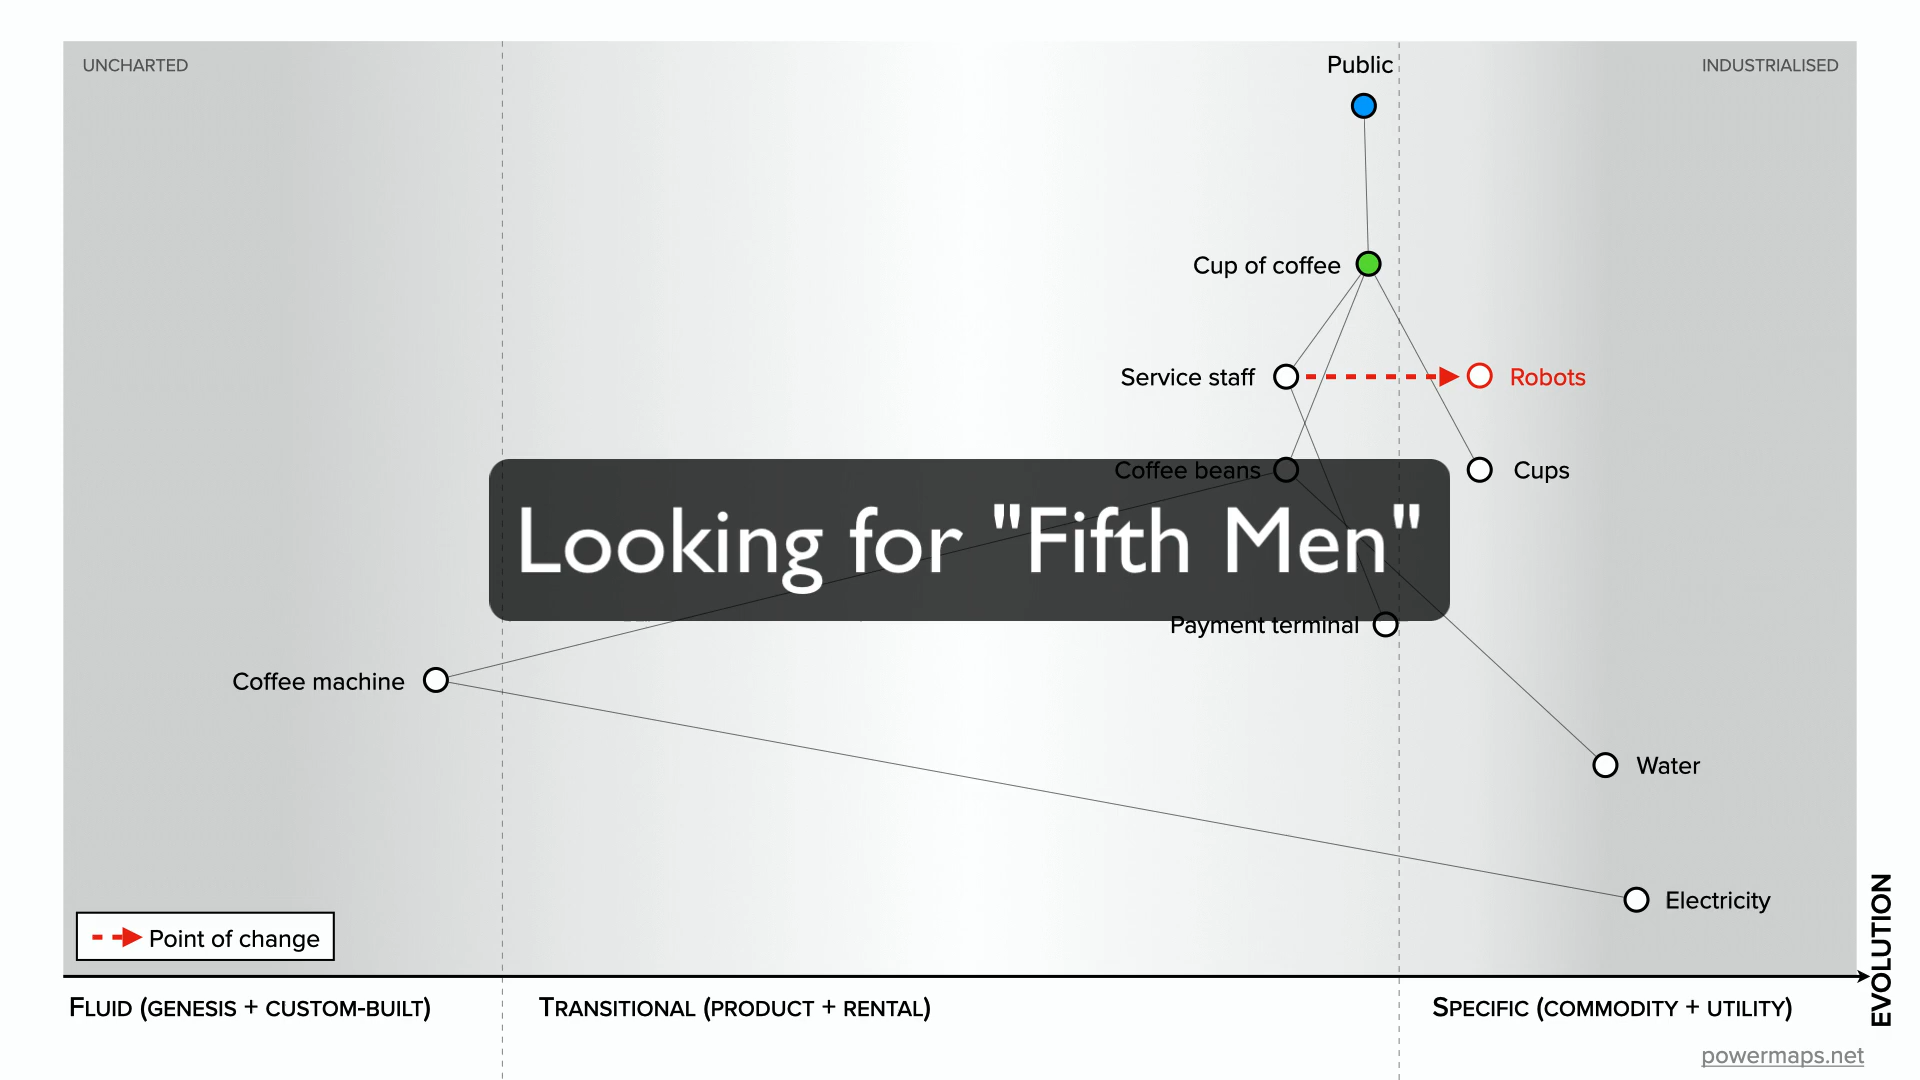 UNCHARTED
Public
INDUSTRIALISED
Cup of coffee
Service staff
Robots
Coffee beans
Cups
Looking for "Fifth Men"
Payment terminal
Coffee machine
Water
Electricity
Point of change
EVOLUTION
FLUID (GENESIS + CUSTOM-BUILT)
TRANSITIONAL (PRODUCT + RENTAL)
SPECIFIC (COMMODITY + UTILITY)
powermaps.net